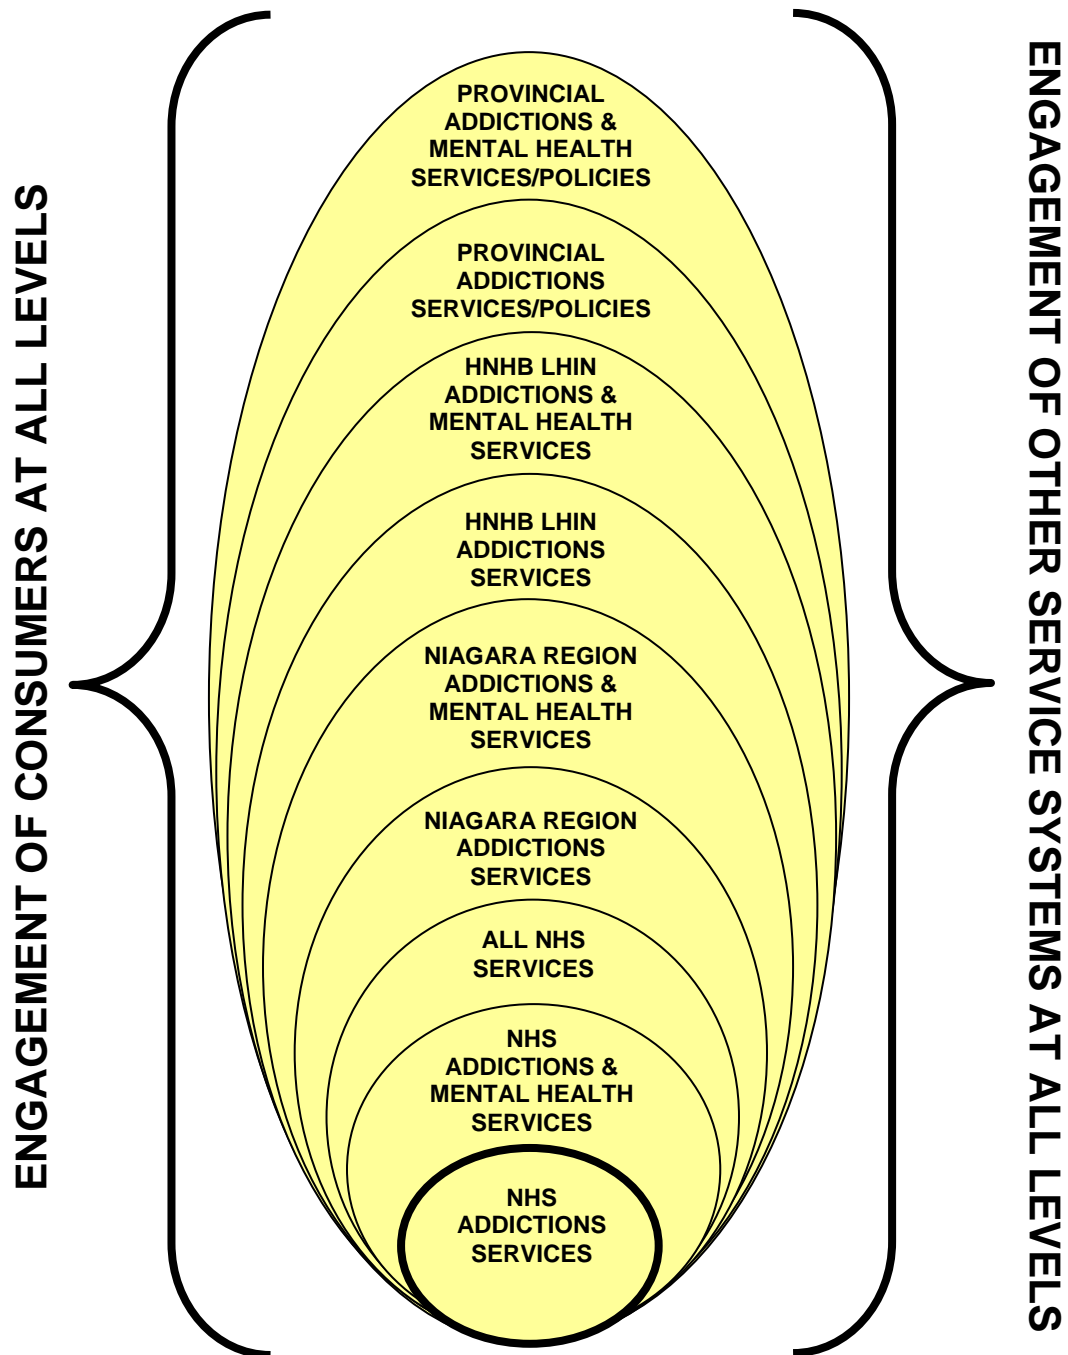 ENGAGEMENT OF CONSUMERS AT ALL LEVELS
PROVINCIAL
ADDICTIONS &
MENTAL HEALTH
SERVICES/POLICIES
PROVINCIAL
ADDICTIONS
SERVICES/POLICIES
HNHB LHIN
ADDICTIONS &
MENTAL HEALTH
SERVICES
HNHB LHIN
ADDICTIONS
SERVICES
NIAGARA REGION
ADDICTIONS &
MENTAL HEALTH
SERVICES
NIAGARA REGION
ADDICTIONS
SERVICES
ALL NHS
SERVICES
NHS
ADDICTIONS &
MENTAL HEALTH
SERVICES
NHS
ADDICTIONS
SERVICES
ENGAGEMENT OF OTHER SERVICE SYSTEMS AT ALL LEVELS